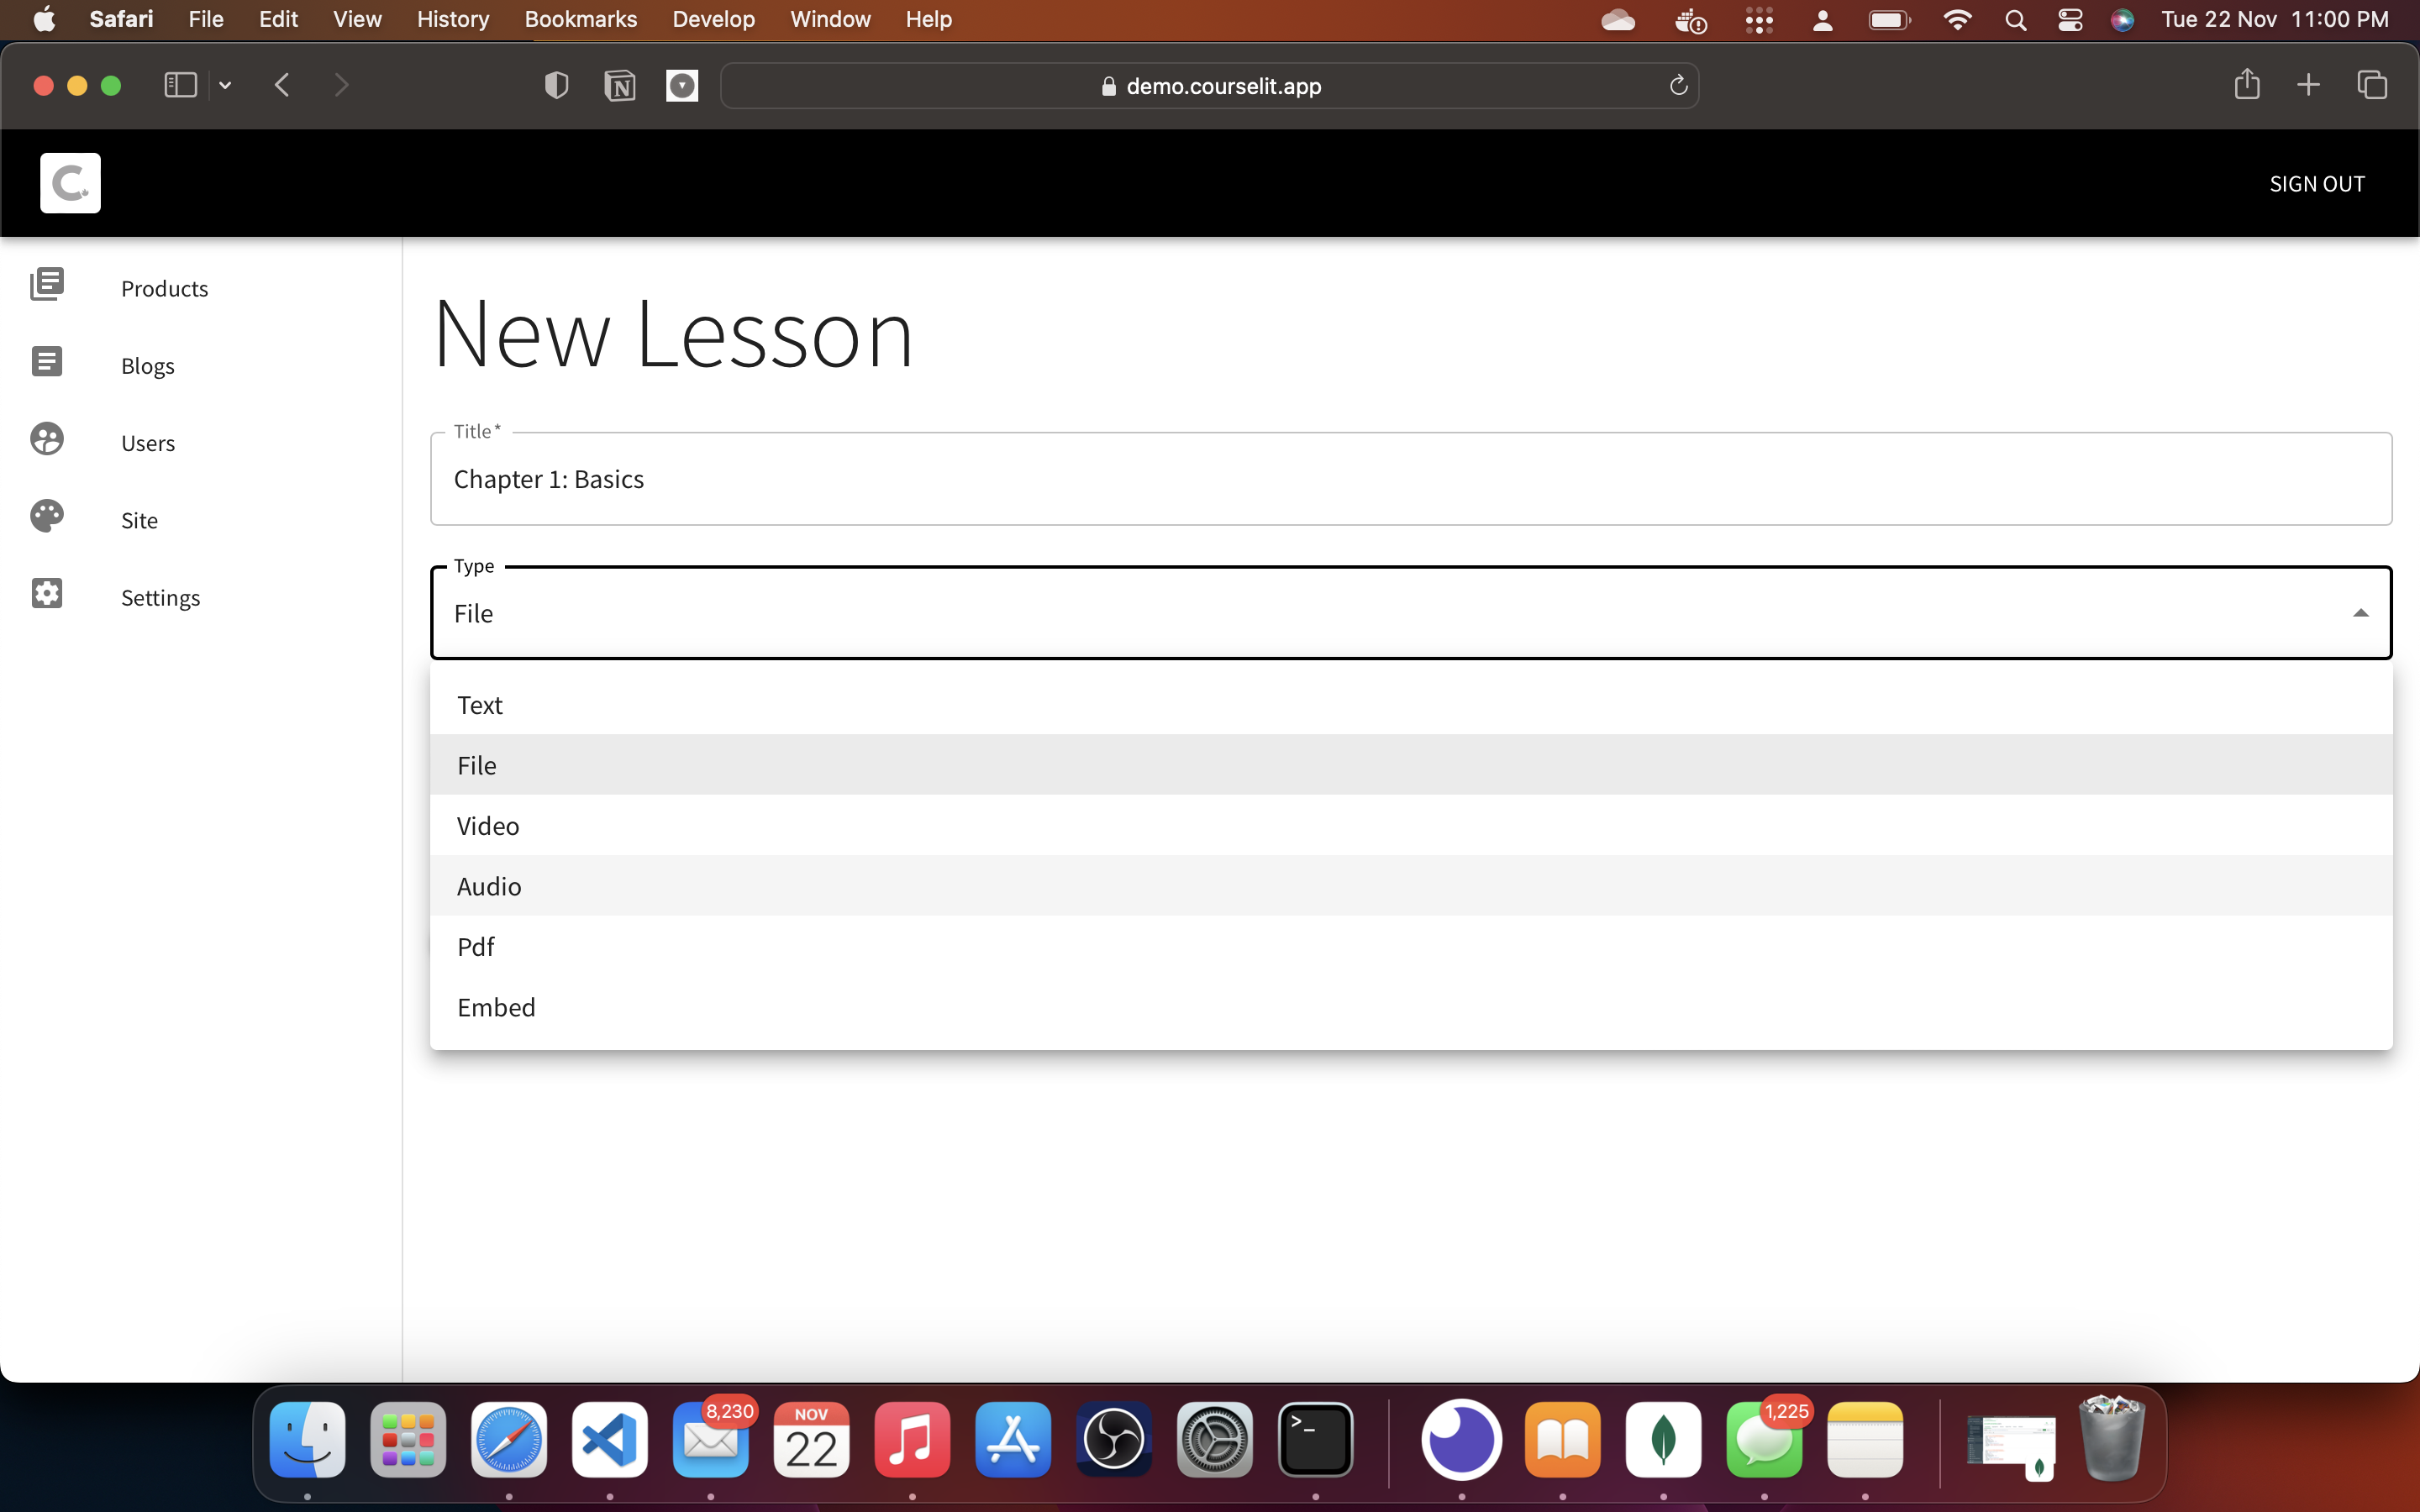 Safari File Edit View History Bookmarks Develop Window Help Tue 22 Nov 11:00 PM
demo.courselit.app
C
SIGN OUT
Products
Blogs
Users
Site
Settings
New Lesson
Title*
Chapter 1: Basics
Type
File
Text
File
Video
Audio
Pdf
Embed
8,230
NOV
22
1,225